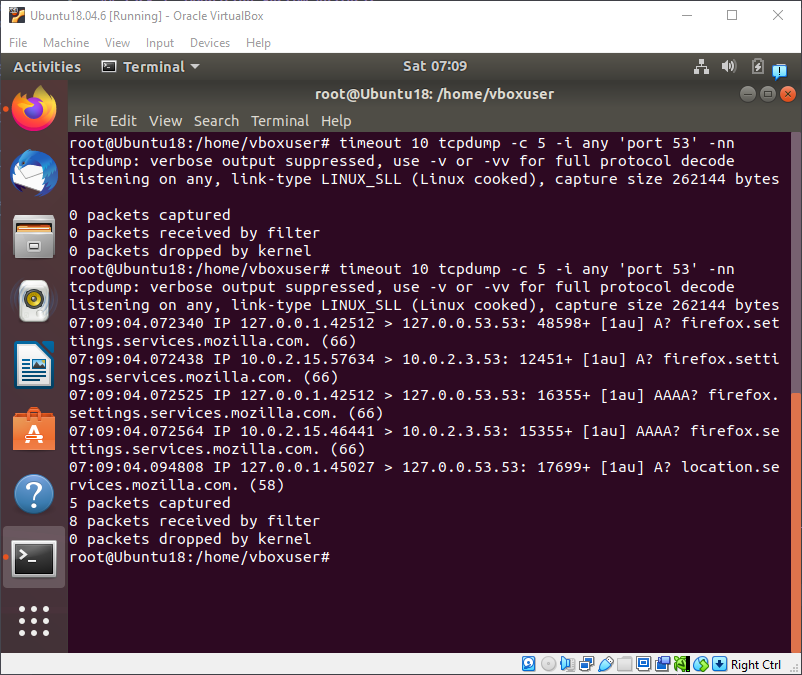 Ubuntu18.04.6 [Running] - Oracle VirtualBox
File Machine View Input Devices Help
Activities Terminal Sat 07:09
root@Ubuntu18: /home/vboxuser
File Edit View Search Terminal Help
root@Ubuntu18:/home/vboxuser# timeout 10 tcpdump -c 5 -i any 'port 53' -nn
tcpdump: verbose output suppressed, use -v or -vv for full protocol decode
listening on any, link-type LINUX_SLL (Linux cooked), capture size 262144 bytes
0 packets captured
0 packets received by filter
0 packets dropped by kernel
root@Ubuntu18:/home/vboxuser# timeout 10 tcpdump -c 5 -i any 'port 53' -nn
tcpdump: verbose output suppressed, use -v or -vv for full protocol decode
listening on any, link-type LINUX_SLL (Linux cooked), capture size 262144 bytes
07:09:04.072340 IP 127.0.0.1.42512 > 127.0.0.53.53: 48598+ [1au] A? firefox.set
tings.services.mozilla.com. (66)
07:09:04.072438 IP 10.0.2.15.57634 > 10.0.2.3.53: 12451+ [1au] A? firefox.setti
ngs.services.mozilla.com. (66)
07:09:04.072525 IP 127.0.0.1.42512 > 127.0.0.53.53: 16355+ [1au] AAAA? firefox.
settings.services.mozilla.com. (66)
07:09:04.072564 IP 10.0.2.15.46441 > 10.0.2.3.53: 15355+ [1au] AAAA? firefox.se
ttings.services.mozilla.com. (66)
07:09:04.094808 IP 127.0.0.1.45027 > 127.0.0.53.53: 17699+ [1au] A? location.se
rvices.mozilla.com. (58)
5 packets captured
8 packets received by filter
0 packets dropped by kernel
root@Ubuntu18:/home/vboxuser#
Right Ctrl